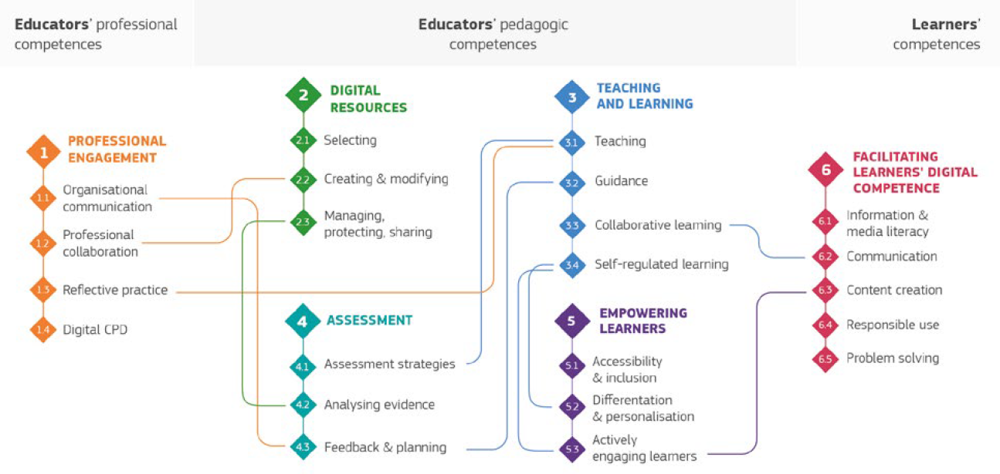 Educators' professional
competences
Educators' pedagogic
competences
Learners'
competences
1
PROFESSIONAL
ENGAGEMENT
1.1
Organisational
communication
1.2
Professional
collaboration
1.3
Reflective practice
1.4
Digital CPD
2
DIGITAL
RESOURCES
2.1
Selecting
2.2
Creating & modifying
2.3
Managing,
protecting, sharing
4
ASSESSMENT
4.1
Assessment strategies
4.2
Analysing evidence
4.3
Feedback & planning
3
TEACHING
AND LEARNING
3.1
Teaching
3.2
Guidance
3.3
Collaborative learning
3.4
Self-regulated learning
5
EMPOWERING
LEARNERS
5.1
Accessibility
& inclusion
5.2
Differentation
& personalisation
5.3
Actively
engaging learners
6
FACILITATING
LEARNERS' DIGITAL
COMPETENCE
6.1
Information &
media literacy
6.2
Communication
6.3
Content creation
6.4
Responsible use
6.5
Problem solving